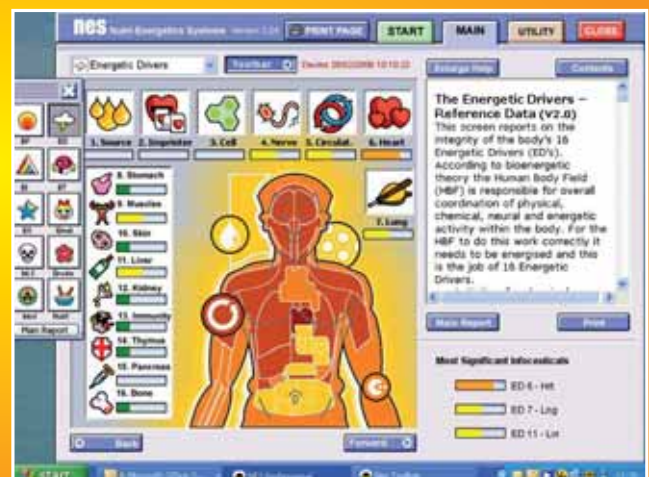 nes Nutri-Energetics Systems
PRINT PAGE
START
MAIN
UTILITY
CLOSE
Energetic Drivers
Toolbar
Enlarge Help
Contents
1. Source
2. Imprinter
3. Cell
4. Nerve
5. Circulat.
6. Heart
7. Lung
8. Stomach
9. Muscles
10. Skin
11. Liver
12. Kidney
13. Immunity
14. Thymus
15. Pancreas
16. Bone
The Energetic Drivers –
Reference Data (V2.0)
This screen reports on the
integrity of the body's 16
Energetic Drivers (ED's).
According to bioenergetic
theory the Human Body Field
(HBF) is responsible for overall
coordination of physical,
chemical, neural and energetic
activity within the body. For the
HBF to do this work correctly it
needs to be energised and this
is the job of 16 Energetic
Drivers.
Main Report
Print
Main Report
Most Significant Infoceuticals
ED 6 - Hrt
ED 7 - Lng
ED 11 - Lvr
Back
Forward
START